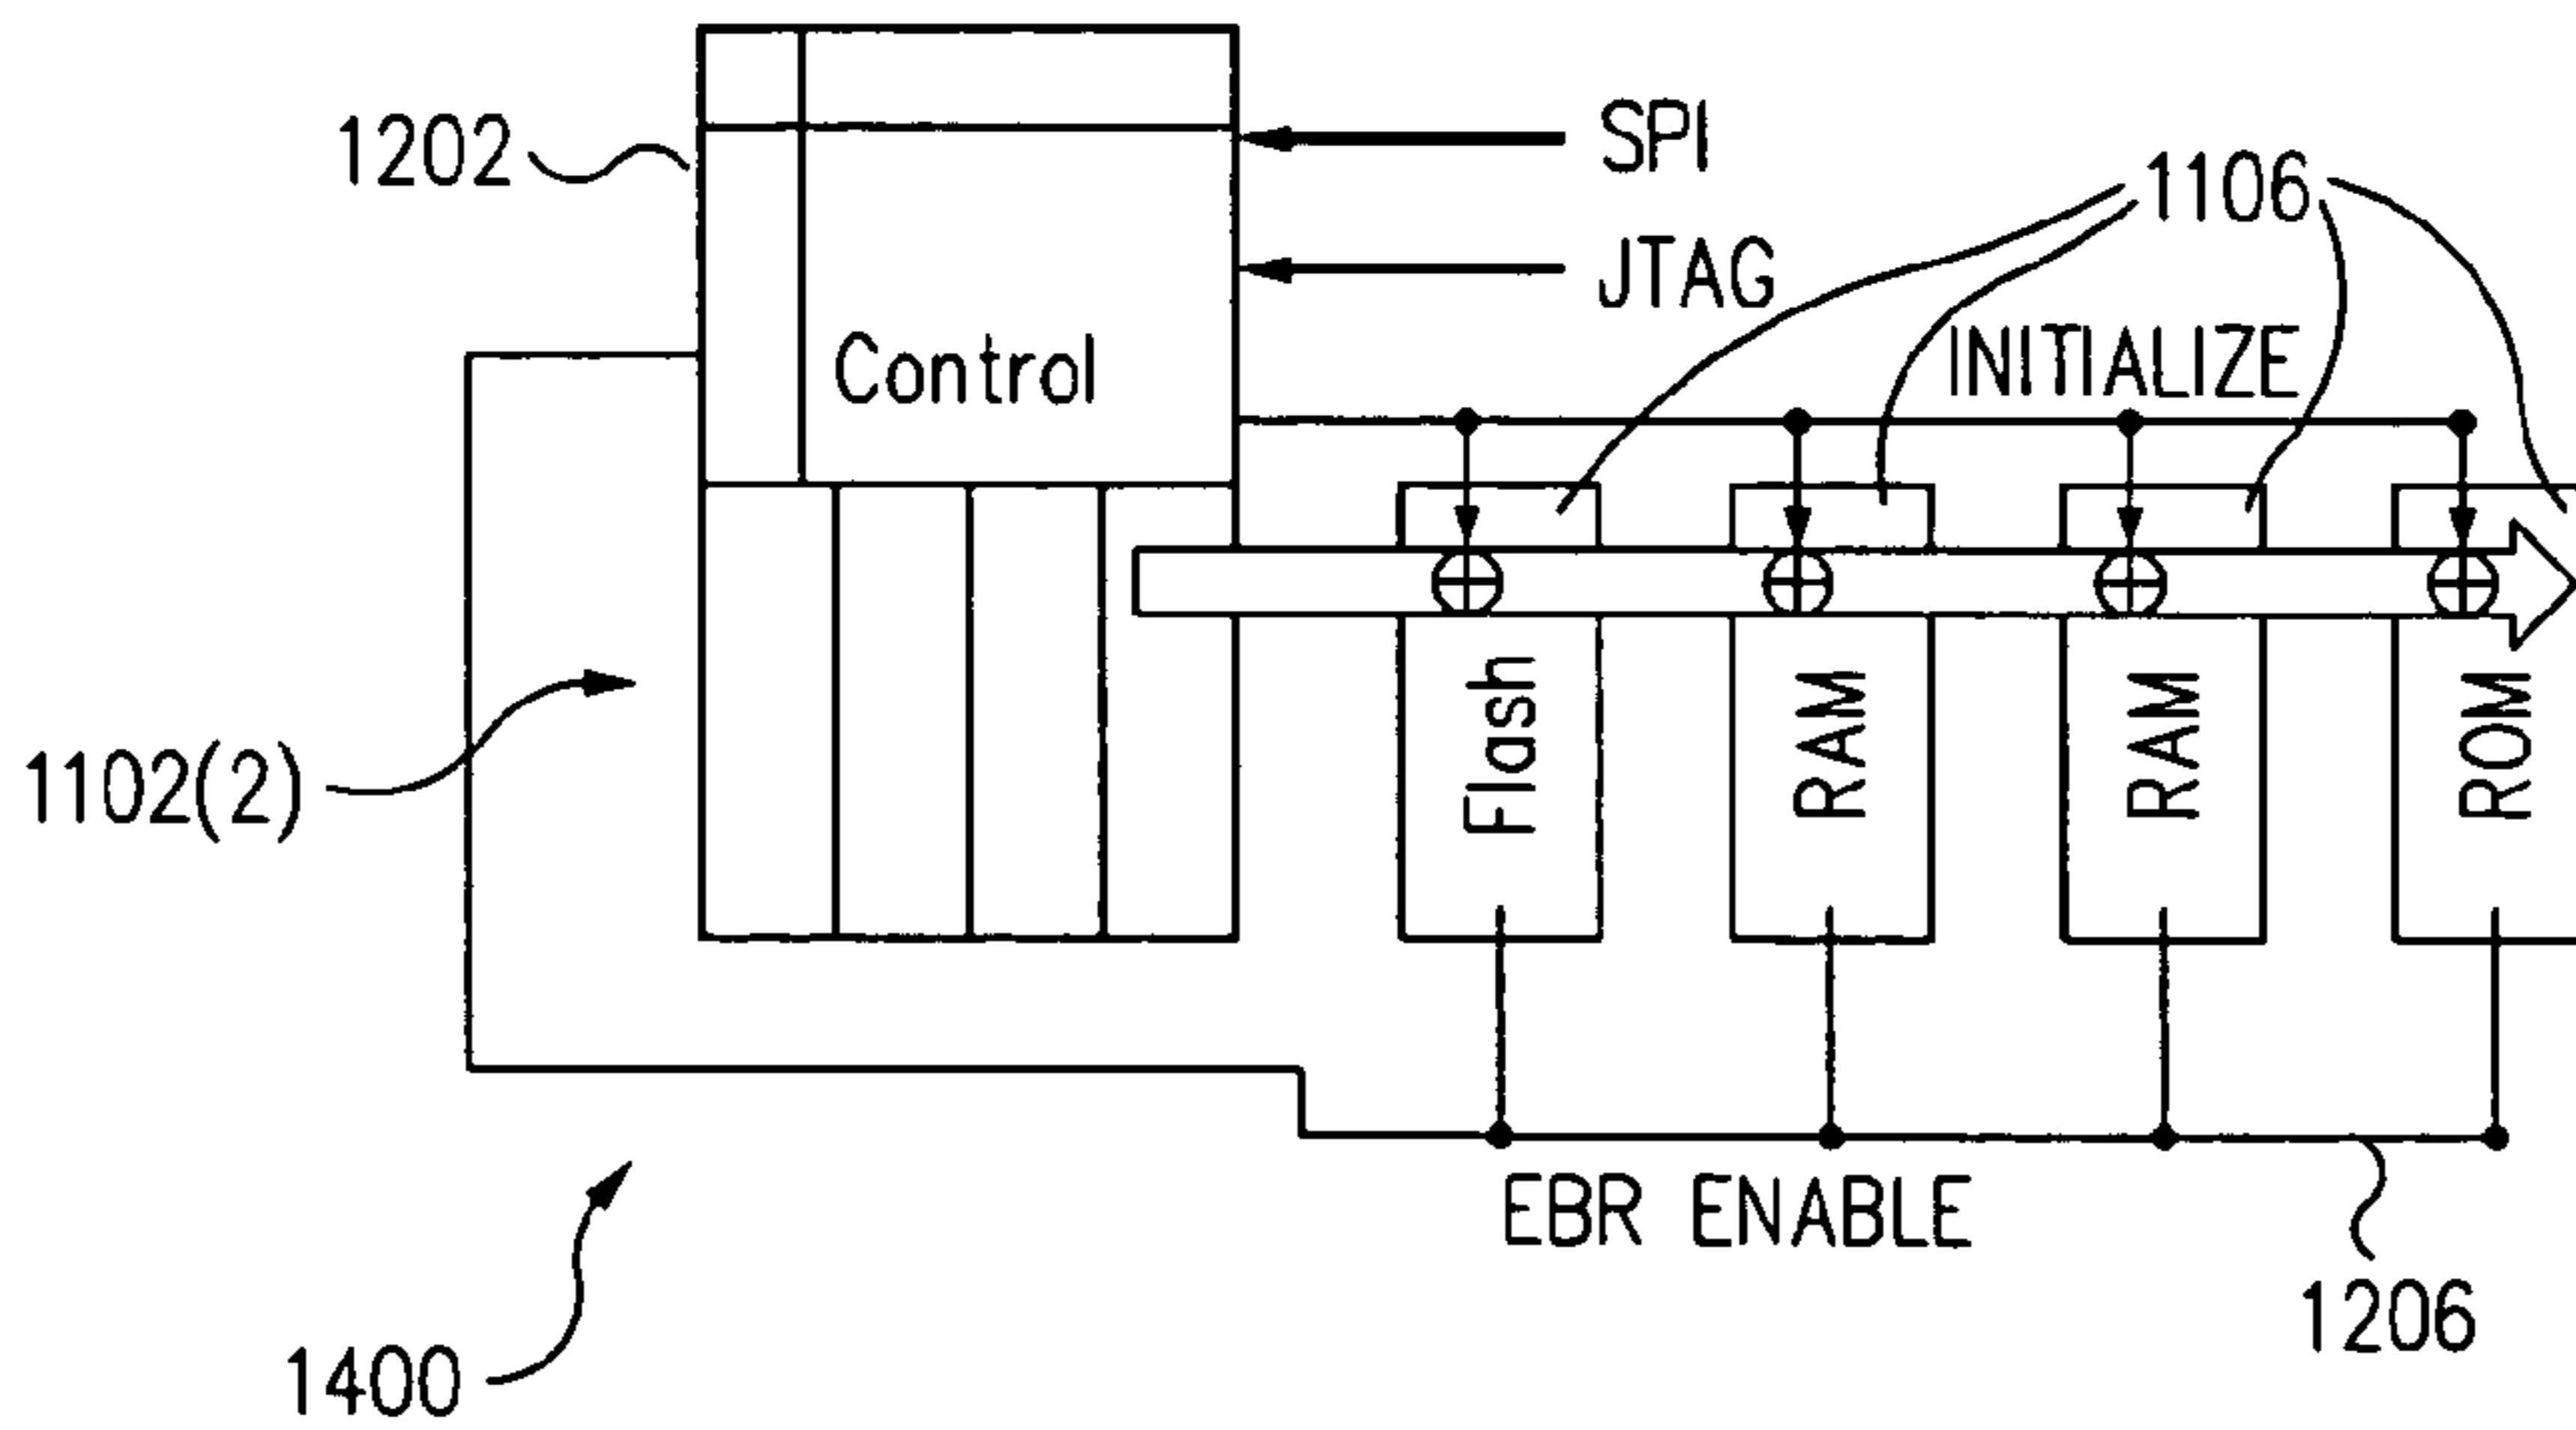 SPI
1202
1106
JTAG
INITIALIZE
Control
Flash
RAM
RAM
ROM
1102(2)
EBR ENABLE
1206
1400